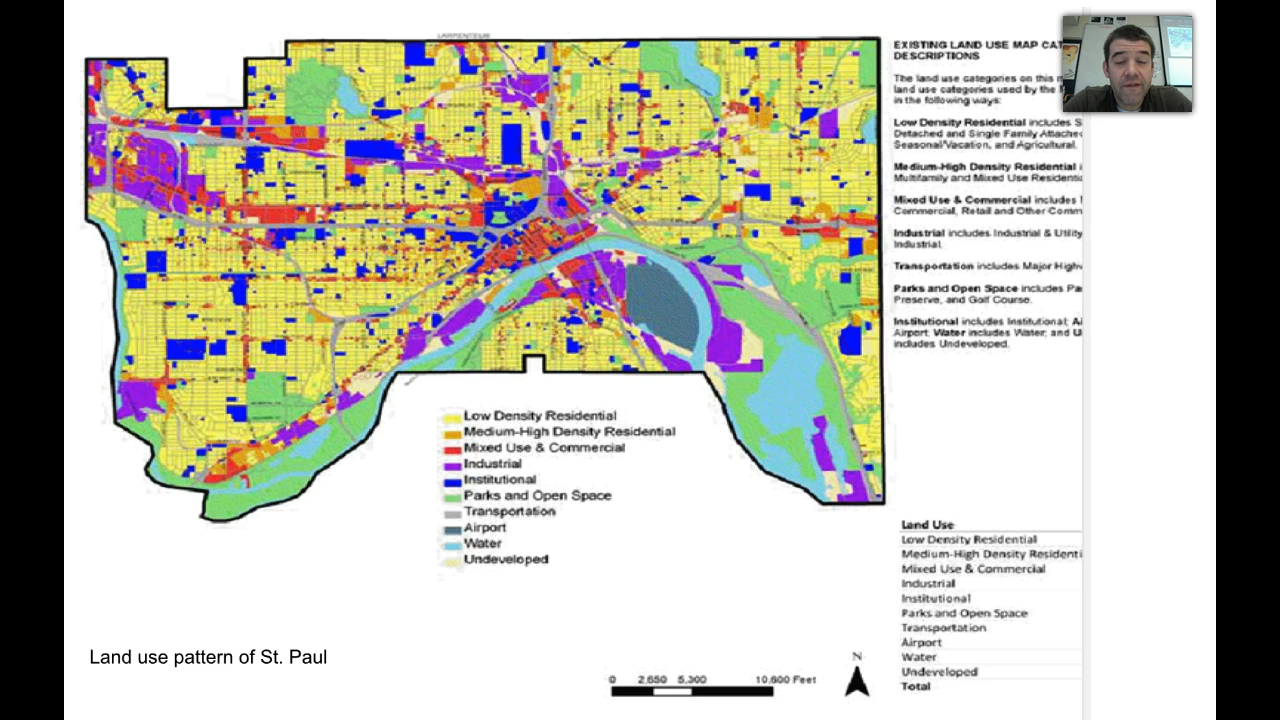 LARPENTEUR
EXISTING LAND USE MAP CAT
DESCRIPTIONS
The land use categories on this
land use categories used by the
in the following ways:
Low Density Residential includes S
Detached and Single Family Attached
Seasonal/Vacation, and Agricultural.
Medium-High Density Residential
Multifamily and Mixed Use Residentia
Mixed Use & Commercial includes
Commercial, Retail and Other Comm
Industrial includes Industrial & Utility
Industrial.
Transportation includes Major Highw
Parks and Open Space includes Pa
Preserve, and Golf Course.
Institutional includes Institutional; Ai
Airport; Water includes Water; and U
includes Undeveloped.
Low Density Residential
Medium-High Density Residential
Mixed Use & Commercial
Industrial
Institutional
Parks and Open Space
Transportation
Airport
Water
Undeveloped
Land Use
Low Density Residential
Medium-High Density Residenti
Mixed Use & Commercial
Industrial
Institutional
Parks and Open Space
Transportation
Airport
Water
Undeveloped
Total
Land use pattern of St. Paul
N
0 2,650 5,300 10,600 Feet